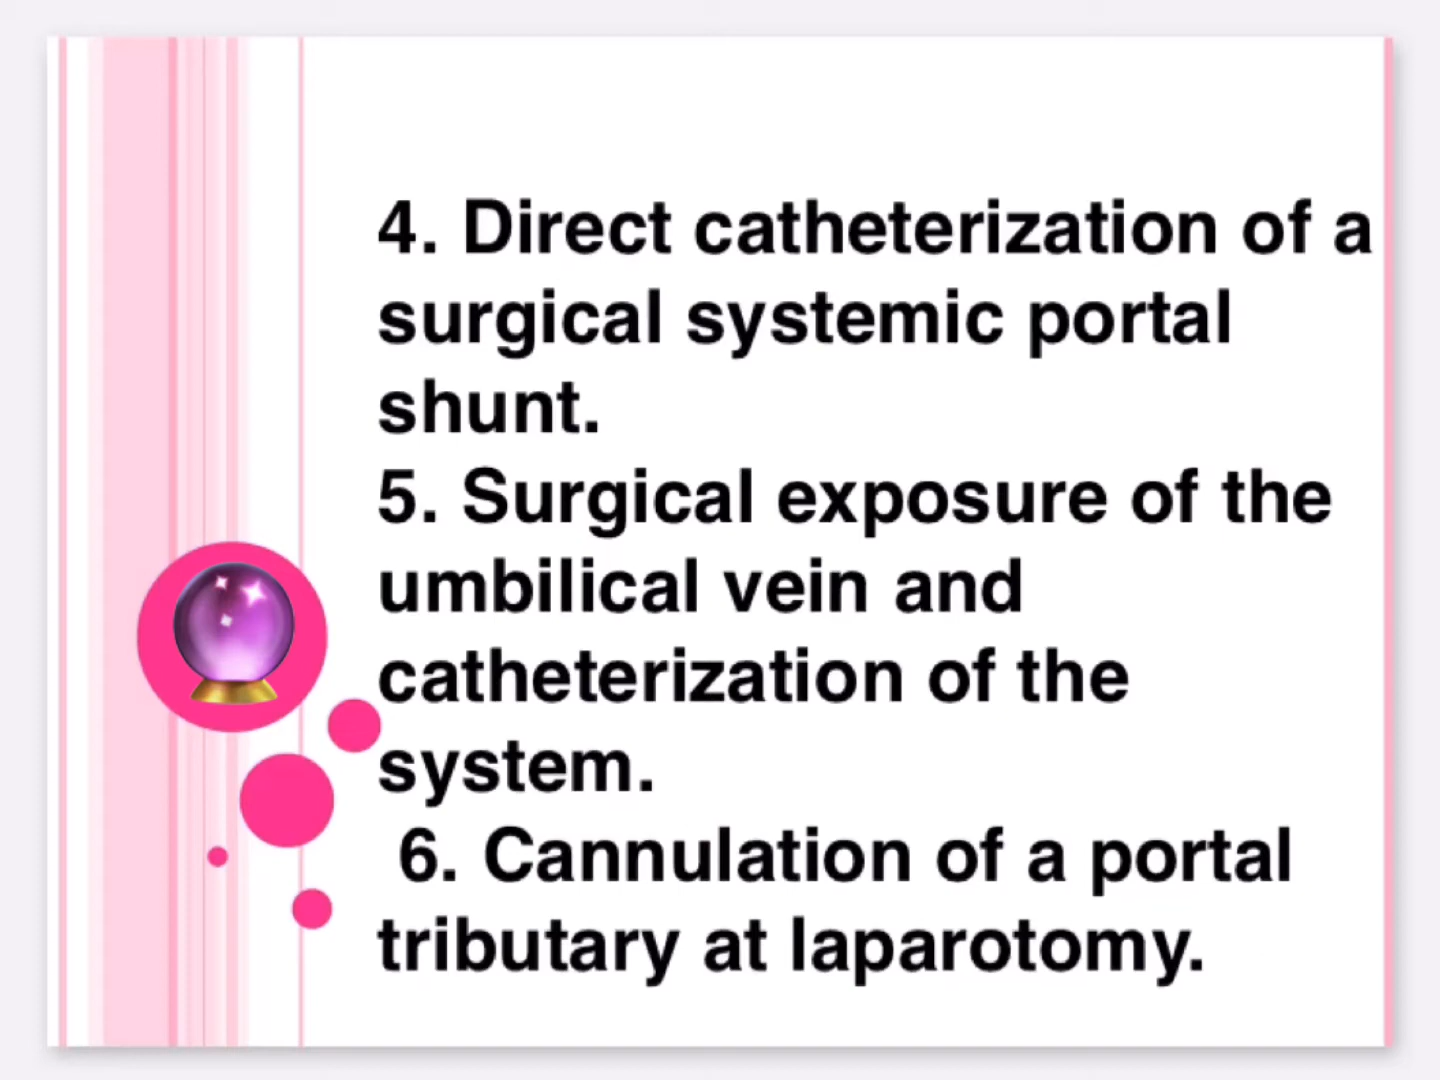 4. Direct catheterization of a
surgical systemic portal
shunt.
5. Surgical exposure of the
umbilical vein and
catheterization of the
system.
6. Cannulation of a portal
tributary at laparotomy.